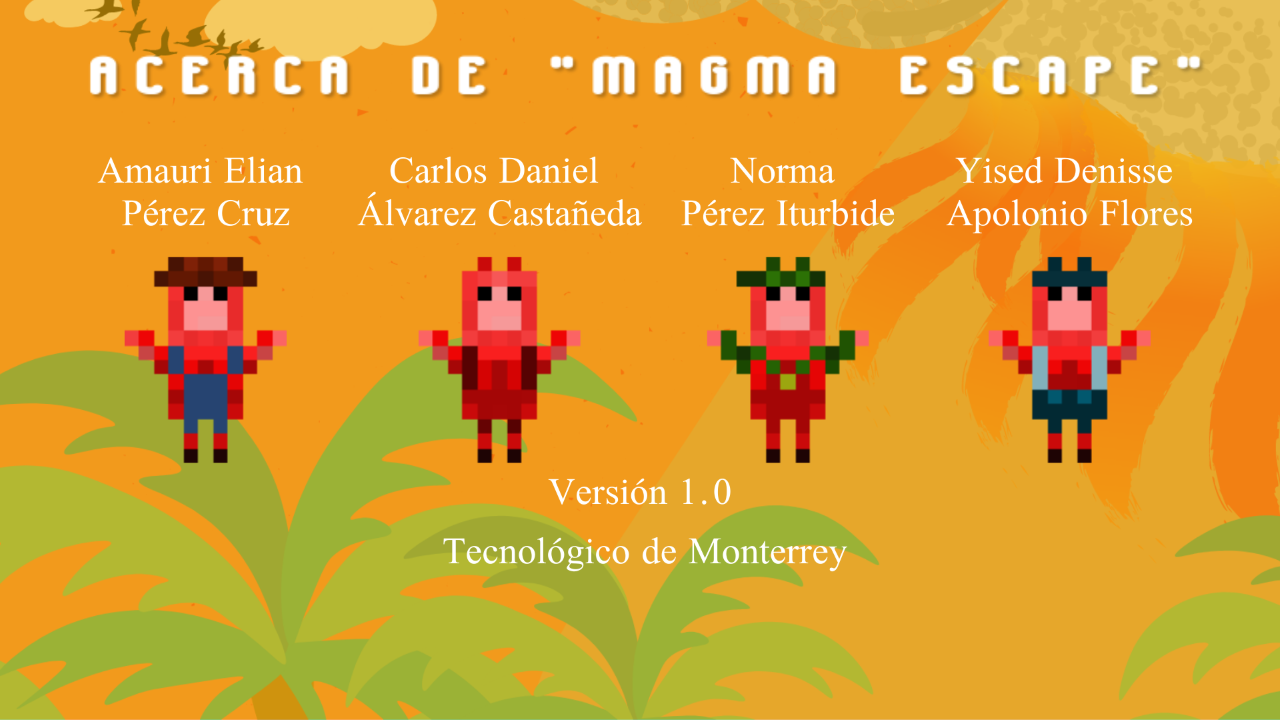 ACERCA DE "MAGMA ESCAPE"
Amauri Elian
Pérez Cruz
Carlos Daniel
Álvarez Castañeda
Norma
Pérez Iturbide
Yised Denisse
Apolonio Flores
Versión 1.0
Tecnológico de Monterrey